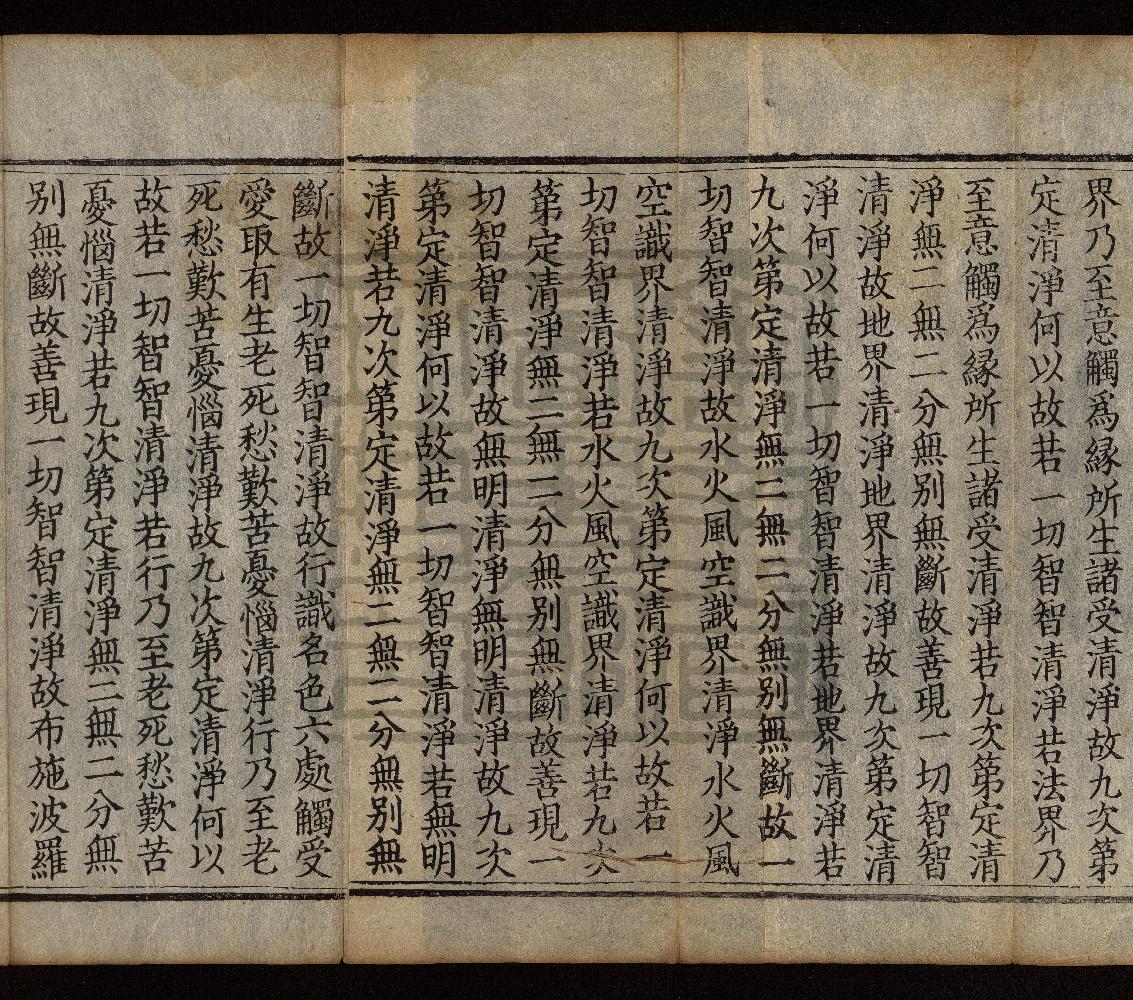 界乃至意觸爲緣所生諸受清淨故九次第
定清淨何以故若一切智智清淨若法界乃
至意觸爲緣所生諸受清淨若九次第定清
淨無二無二分無別無斷故善現一切智智
清淨故地界清淨地界清淨故九次第定清
淨何以故若一切智智清淨若地界清淨若
九次第定清淨無二無二分無別無斷故一
切智智清淨故水火風空識界清淨水火風
空識界清淨故九次第定清淨何以故若一
切智智清淨若水火風空識界清淨若九次
第定清淨無二無二分無別無斷故善現一
切智智清淨故無明清淨無明清淨故九次
第定清淨何以故若一切智智清淨若無明
清淨若九次第定清淨無二無二分無別無
斷故一切智智清淨故行識名色六處觸受
愛取有生老死愁歎苦憂惱清淨行乃至老
死愁歎苦憂惱清淨故九次第定清淨何以
故若一切智智清淨若行乃至老死愁歎苦
憂惱清淨若九次第定清淨無二無二分無
別無斷故善現一切智智清淨故布施波羅